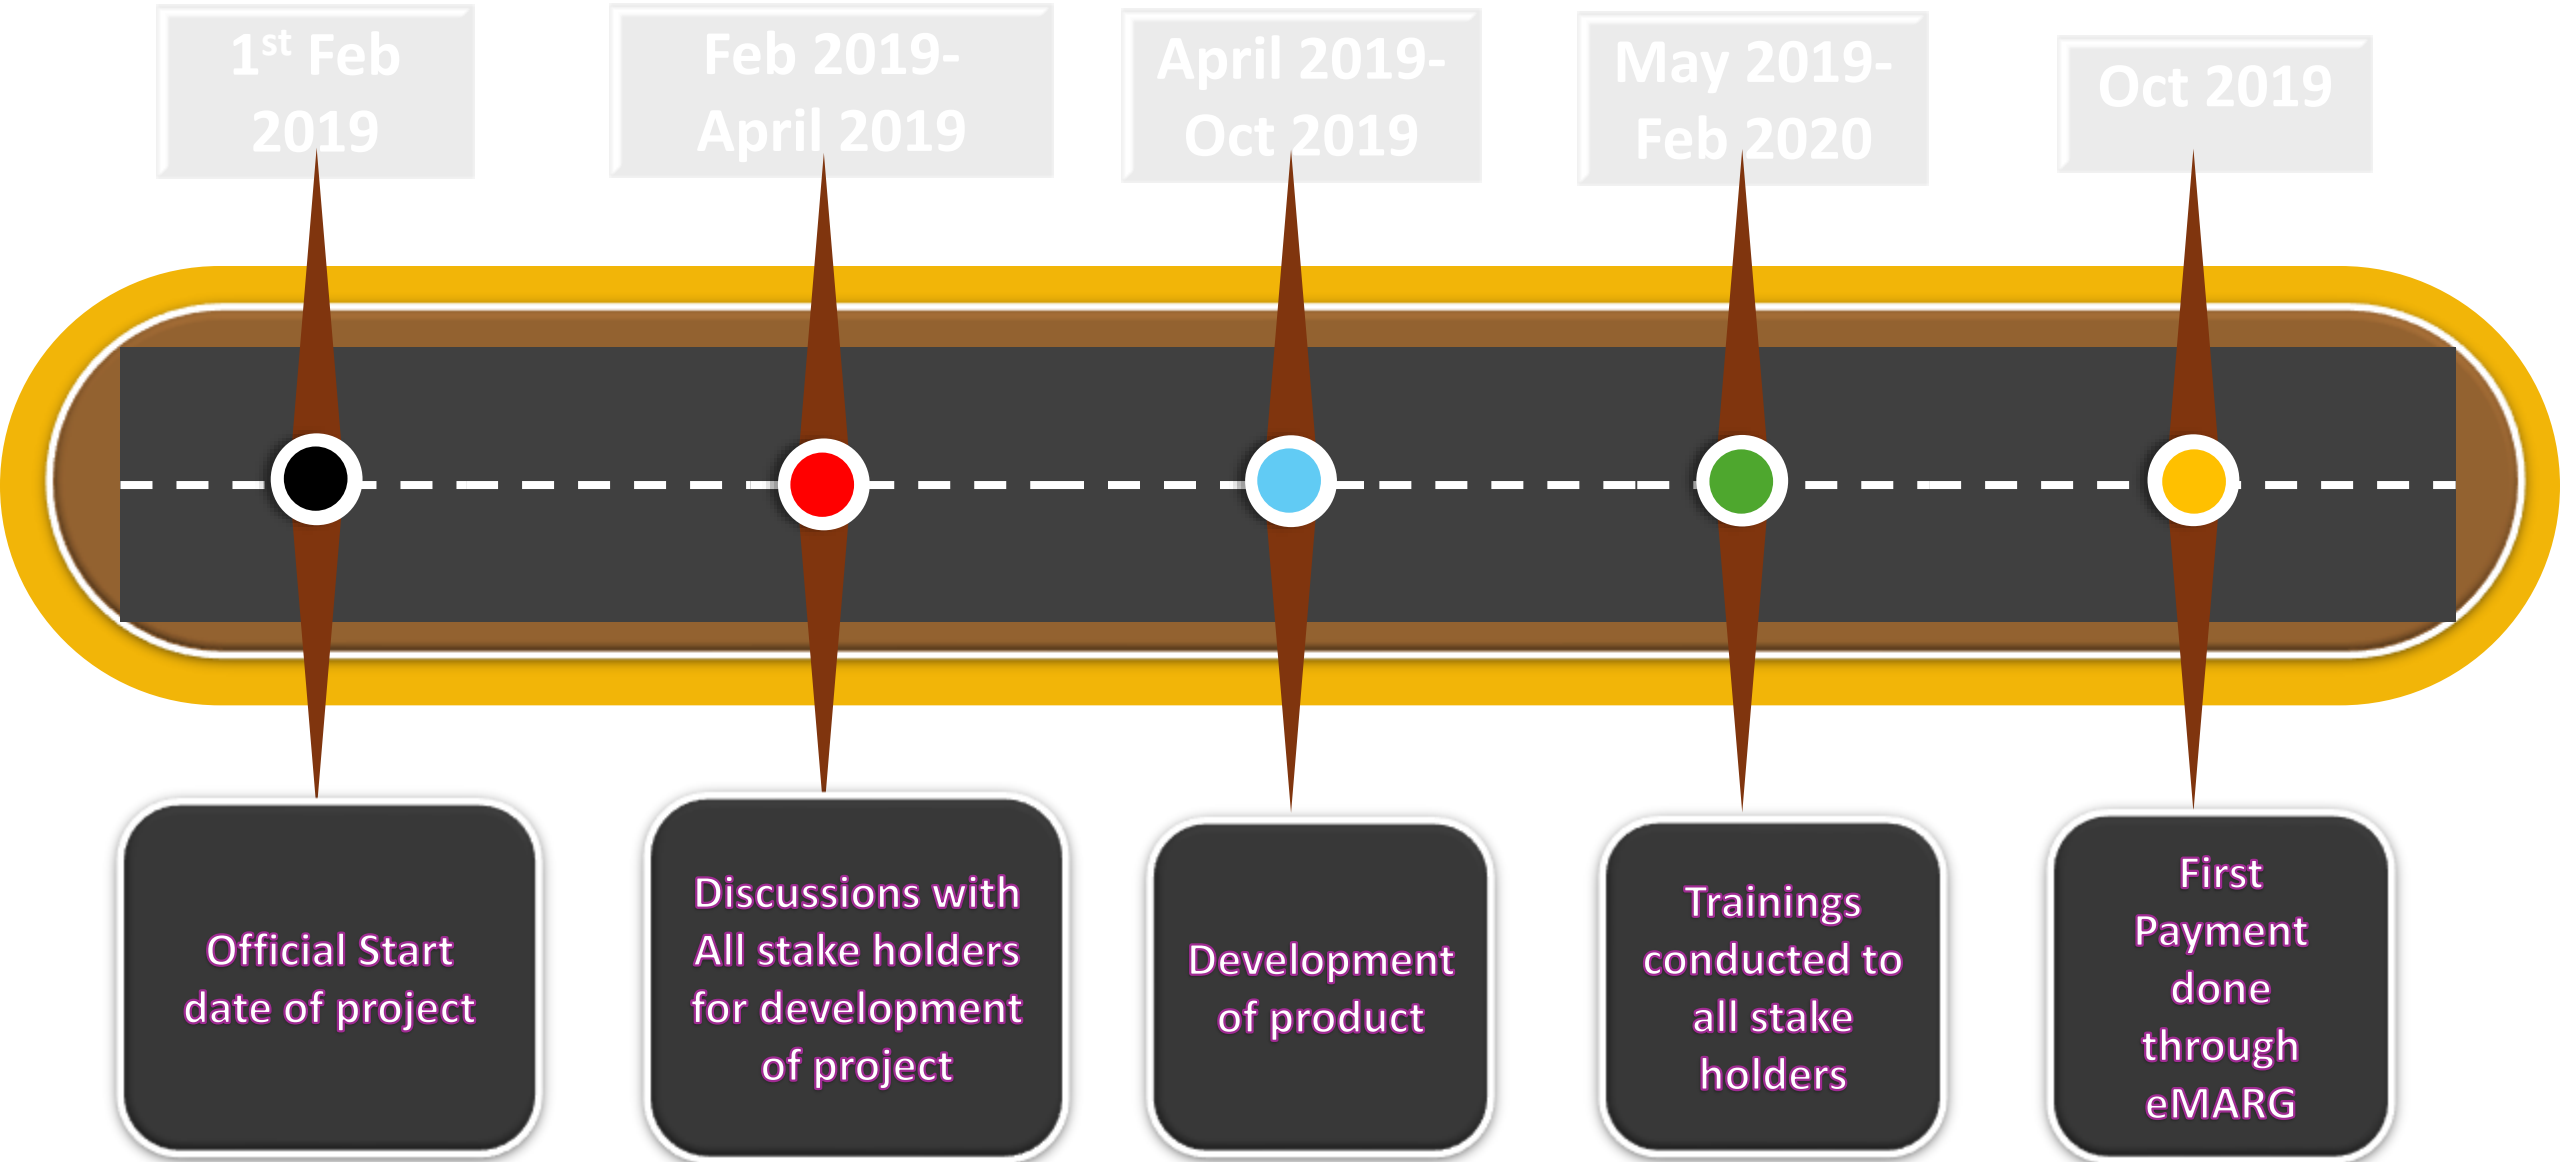 1st Feb
2019
Feb 2019-
April 2019
April 2019-
Oct 2019
May 2019-
Feb 2020
Oct 2019
Official Start
date of project
Discussions with
All stake holders
for development
of project
Development
of product
Trainings
conducted to
all stake
holders
First
Payment
done
through
eMARG